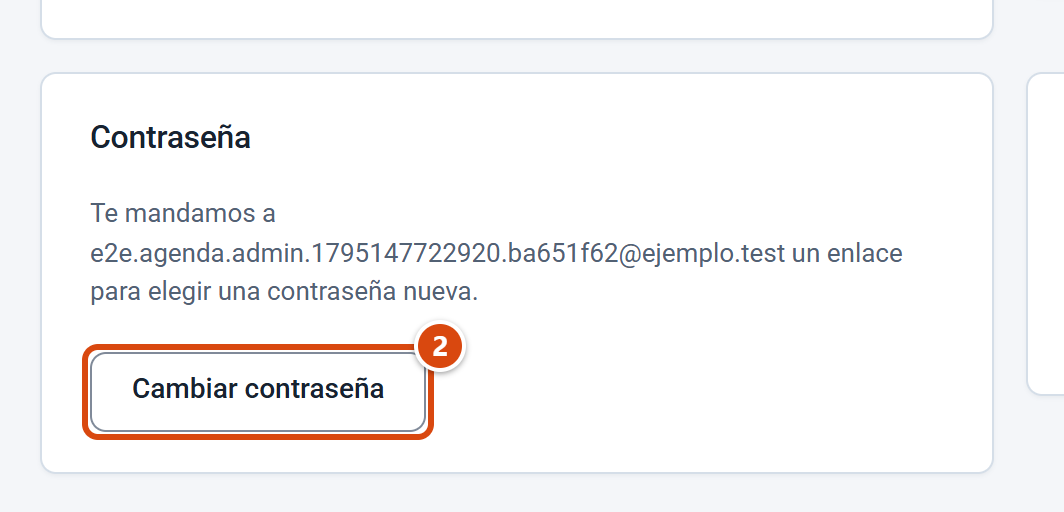 Contraseña
Te mandamos a
e2e.agenda.admin.1795147722920.ba651f62@ejemplo.test un enlace
para elegir una contraseña nueva.
2
Cambiar contraseña